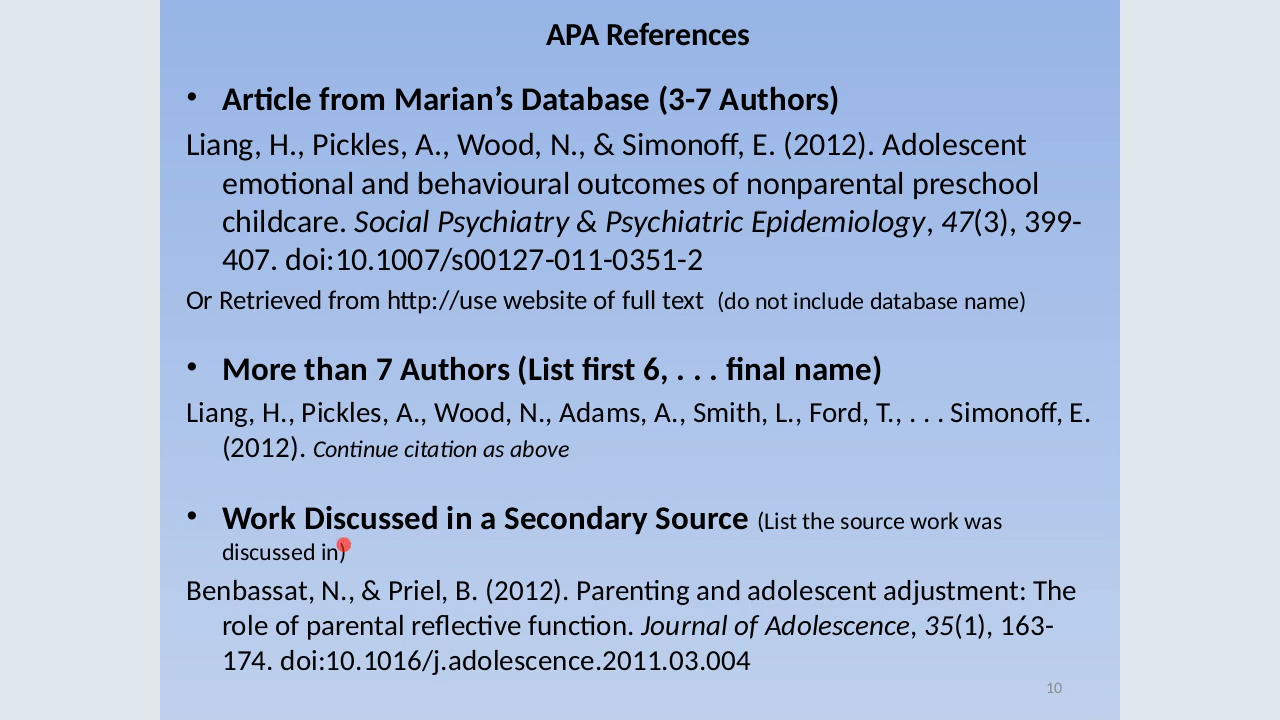 APA References
• Article from Marian’s Database (3-7 Authors)
Liang, H., Pickles, A., Wood, N., & Simonoff, E. (2012). Adolescent
emotional and behavioural outcomes of nonparental preschool
childcare. Social Psychiatry & Psychiatric Epidemiology, 47(3), 399-
407. doi:10.1007/s00127-011-0351-2
Or Retrieved from http://use website of full text (do not include database name)
• More than 7 Authors (List first 6, . . . final name)
Liang, H., Pickles, A., Wood, N., Adams, A., Smith, L., Ford, T., . . . Simonoff, E.
(2012). Continue citation as above
• Work Discussed in a Secondary Source (List the source work was
discussed in)
Benbassat, N., & Priel, B. (2012). Parenting and adolescent adjustment: The
role of parental reflective function. Journal of Adolescence, 35(1), 163-
174. doi:10.1016/j.adolescence.2011.03.004
10